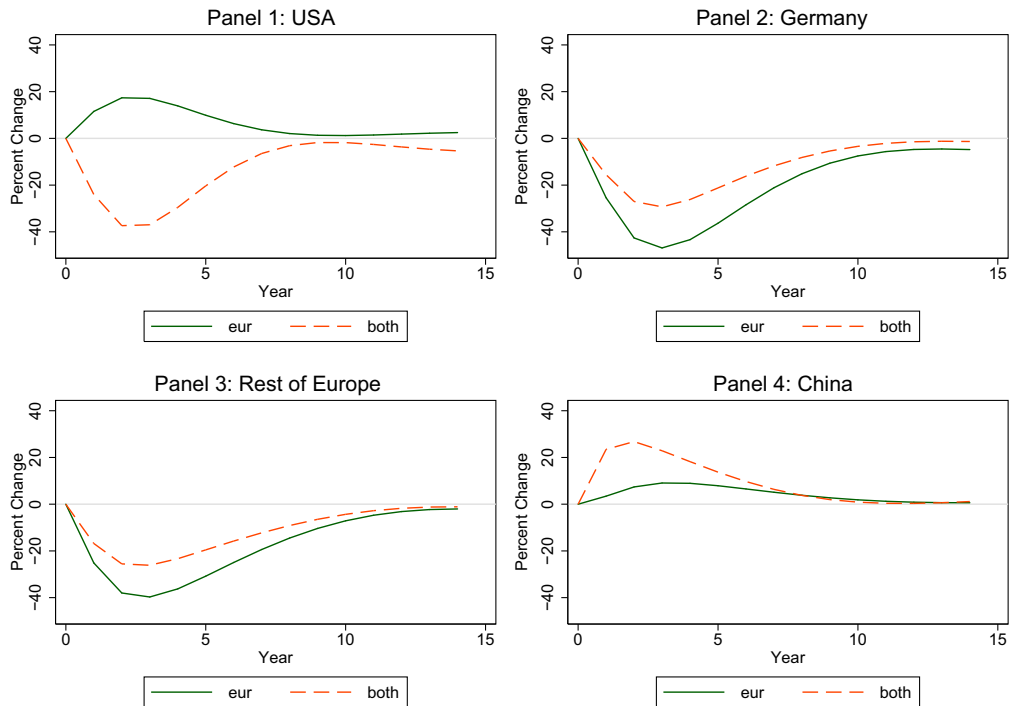 Panel 1: USA
Percent Change
40
20
0
−20
−40
0 5 10 15
Year
eur both
Panel 2: Germany
Percent Change
40
20
0
−20
−40
0 5 10 15
Year
eur both
Panel 3: Rest of Europe
Percent Change
40
20
0
−20
−40
0 5 10 15
Year
eur both
Panel 4: China
Percent Change
40
20
0
−20
−40
0 5 10 15
Year
eur both